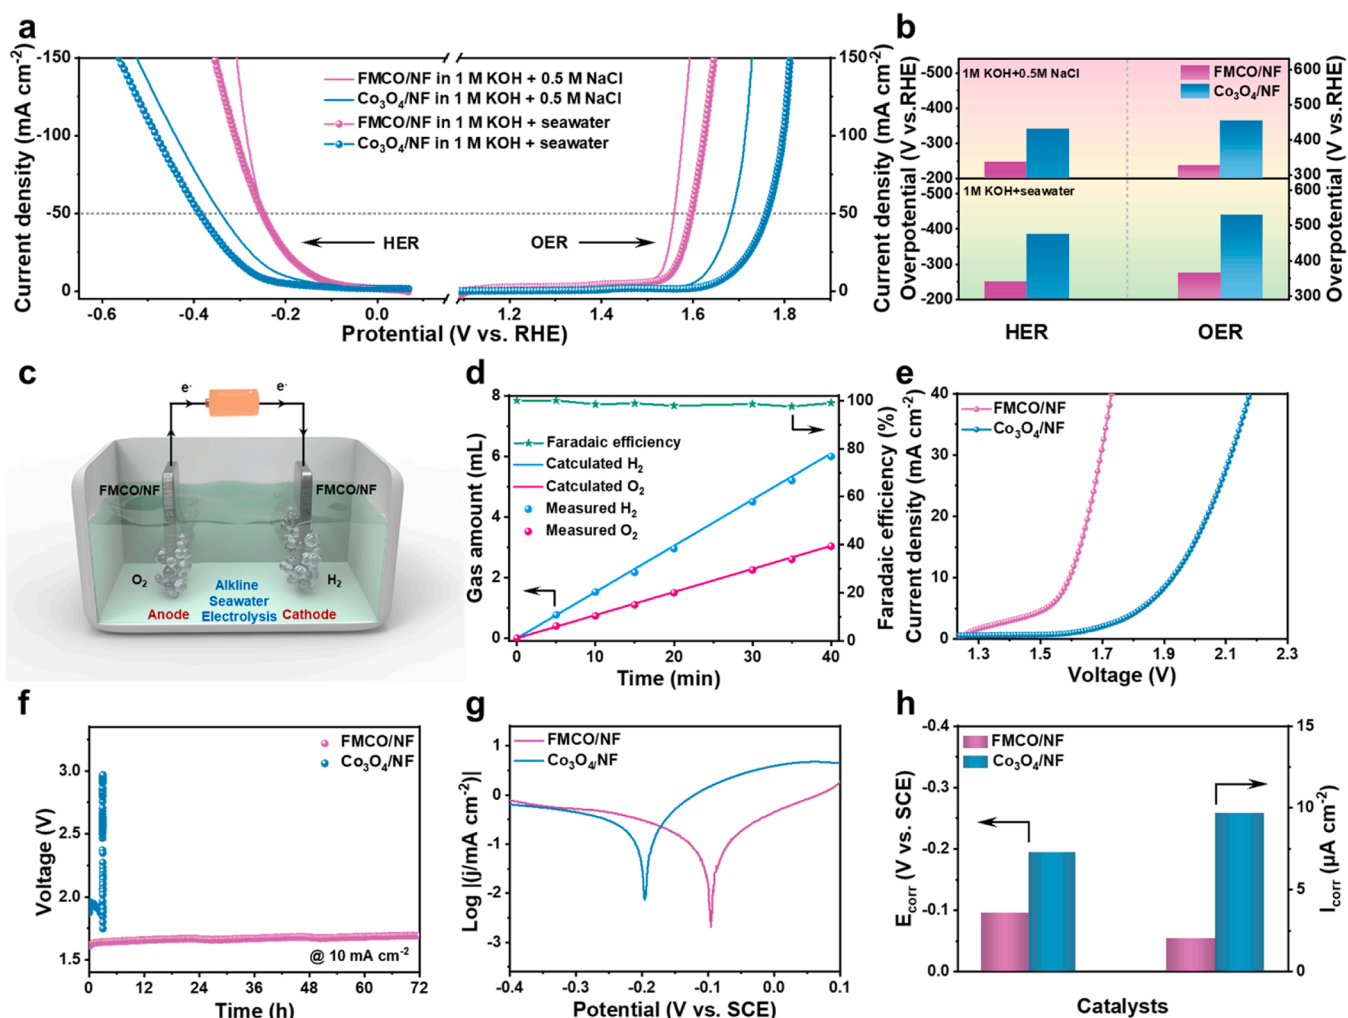 a
Current density (mA cm⁻²)
-150
-100
-50
0
FMCO/NF in 1 M KOH + 0.5 M NaCl
Co₃O₄/NF in 1 M KOH + 0.5 M NaCl
FMCO/NF in 1 M KOH + seawater
Co₃O₄/NF in 1 M KOH + seawater
HER
OER
150
100
50
0
Current density (mA cm⁻²)
-0.6 -0.4 -0.2 0.0 1.2 1.4 1.6 1.8
Protential (V vs. RHE)
b
Overpotential (V vs.RHE)
-500
-400
-300
-200
-500
-400
-300
-200
1M KOH+0.5M NaCl
FMCO/NF
Co₃O₄/NF
1M KOH+seawater
600
500
400
300
600
500
400
300
Overpotential (V vs.RHE)
HER OER
c
e⁻ e⁻
FMCO/NF FMCO/NF
O₂ H₂
Alkline
Seawater
Electrolysis
Anode Cathode
d
Gas amount (mL)
8
6
4
2
0
Faradaic efficiency
Catculated H₂
Catculated O₂
Measured H₂
Measured O₂
100
80
60
40
20
0
Faradaic efficiency (%)
0 10 20 30 40
Time (min)
e
Current density (mA cm⁻²)
40
30
20
10
0
FMCO/NF
Co₃O₄/NF
1.3 1.5 1.7 1.9 2.1 2.3
Voltage (V)
f
Voltage (V)
3.0
2.5
2.0
1.5
FMCO/NF
Co₃O₄/NF
@ 10 mA cm⁻²
0 12 24 36 48 60 72
Time (h)
g
Log |(j/mA cm⁻²)|
1
0
-1
-2
-3
FMCO/NF
Co₃O₄/NF
-0.4 -0.3 -0.2 -0.1 0.0 0.1
Potential (V vs. SCE)
h
E_corr (V vs. SCE)
-0.4
-0.3
-0.2
-0.1
0.0
FMCO/NF
Co₃O₄/NF
15
10
5
0
I_corr (µA cm⁻²)
Catalysts